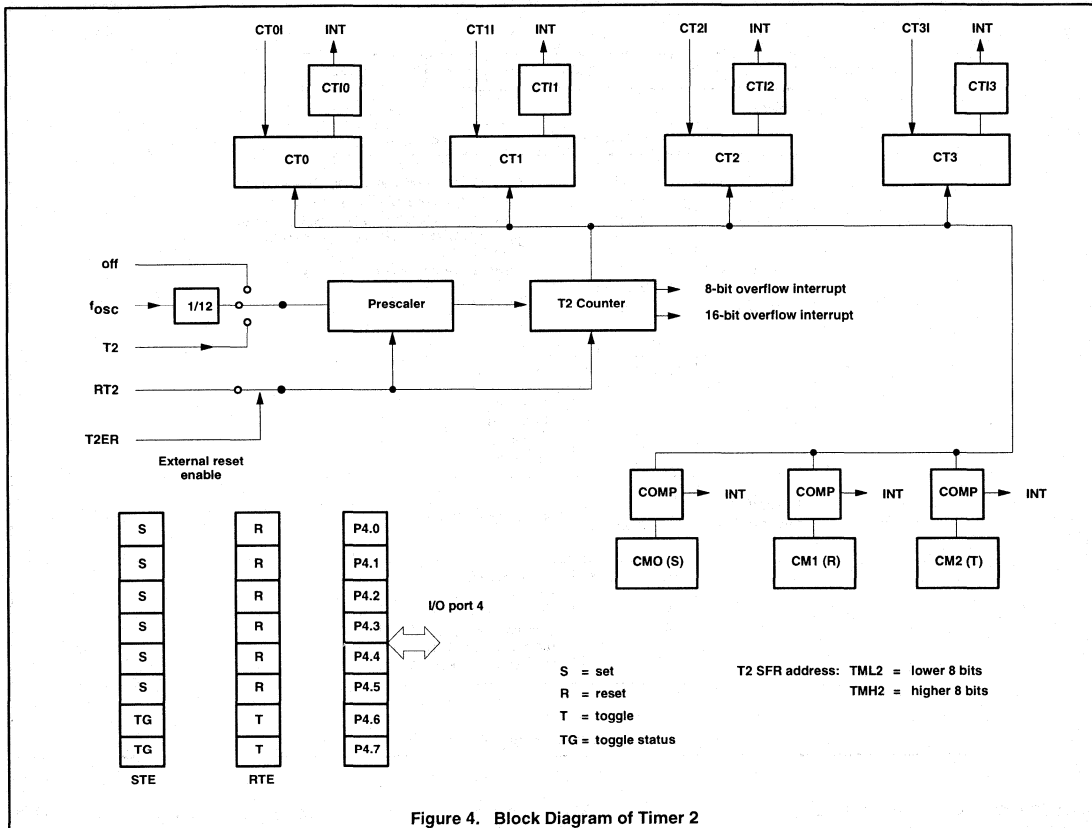 CT0I INT CT1I INT CT2I INT CT3I INT
CTI0 CTI1 CTI2 CTI3
CT0 CT1 CT2 CT3
off
fOSC 1/12 Prescaler T2 Counter 8-bit overflow interrupt
16-bit overflow interrupt
T2
RT2
T2ER
External reset
enable
COMP INT COMP INT COMP INT
CMO (S) CM1 (R) CM2 (T)
S R P4.0
S R P4.1
S R P4.2
I/O port 4
S R P4.3
S R P4.4
S R P4.5
TG T P4.6
TG T P4.7
STE RTE
S = set
R = reset
T = toggle
TG = toggle status
T2 SFR address: TML2 = lower 8 bits
TMH2 = higher 8 bits
Figure 4. Block Diagram of Timer 2